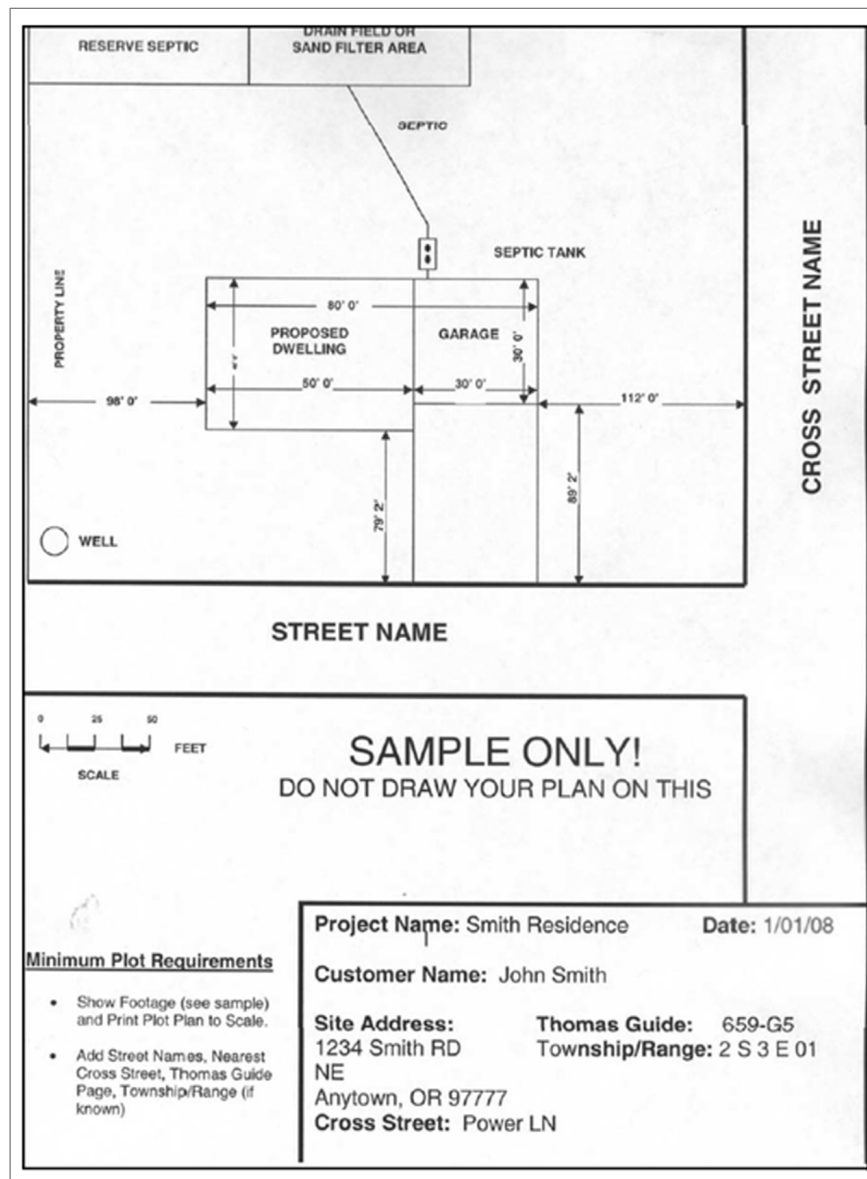 DRAIN FIELD OR
RESERVE SEPTIC
SAND FILTER AREA
SEPTIC
SEPTIC TANK
80' 0'
PROPOSED
DWELLING
GARAGE
30' 0'
PROPERTY LINE
50' 0'
30' 0'
98' 0'
112' 0'
79' 2'
89' 2'
WELL
CROSS STREET NAME
STREET NAME
0 25 50
FEET
SCALE
SAMPLE ONLY!
DO NOT DRAW YOUR PLAN ON THIS
Project Name: Smith Residence Date: 1/01/08
Customer Name: John Smith
Site Address: Thomas Guide: 659-G5
1234 Smith RD Township/Range: 2 S 3 E 01
NE
Anytown, OR 97777
Cross Street: Power LN
Minimum Plot Requirements
• Show Footage (see sample)
and Print Plot Plan to Scale.
• Add Street Names, Nearest
Cross Street, Thomas Guide
Page, Township/Range (if
known)